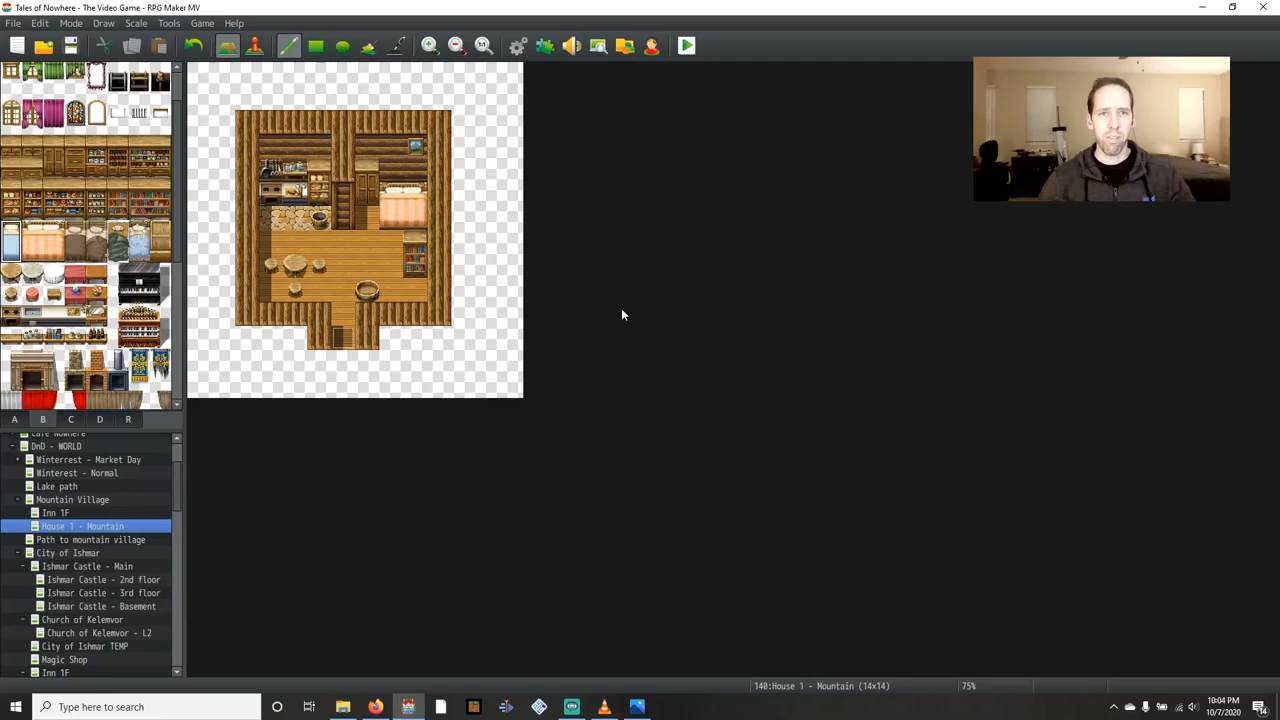 Tales of Nowhere - The Video Game - RPG Maker MV
File Edit Mode Draw Scale Tools Game Help
A B C D R
Cafe Nowhere
DnD - WORLD
Winterrest - Market Day
Winterest - Normal
Lake path
Mountain Village
Inn 1F
House 1 - Mountain
Path to mountain village
City of Ishmar
Ishmar Castle - Main
Ishmar Castle - 2nd floor
Ishmar Castle - 3rd floor
Ishmar Castle - Basement
Church of Kelemvor
Church of Kelemvor - L2
City of Ishmar TEMP
Magic Shop
Inn 1F
140:House 1 - Mountain (14x14) 75%
Type here to search
10:04 PM
10/7/2020